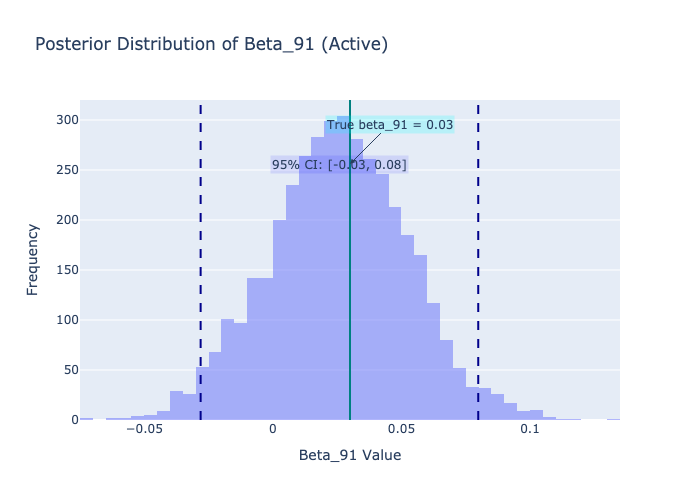 Posterior Distribution of Beta_91 (Active)
300
True beta_91 = 0.03
250
95% CI: [-0.03, 0.08]
200
150
100
50
0
Frequency
−0.05
0
0.05
0.1
Beta_91 Value